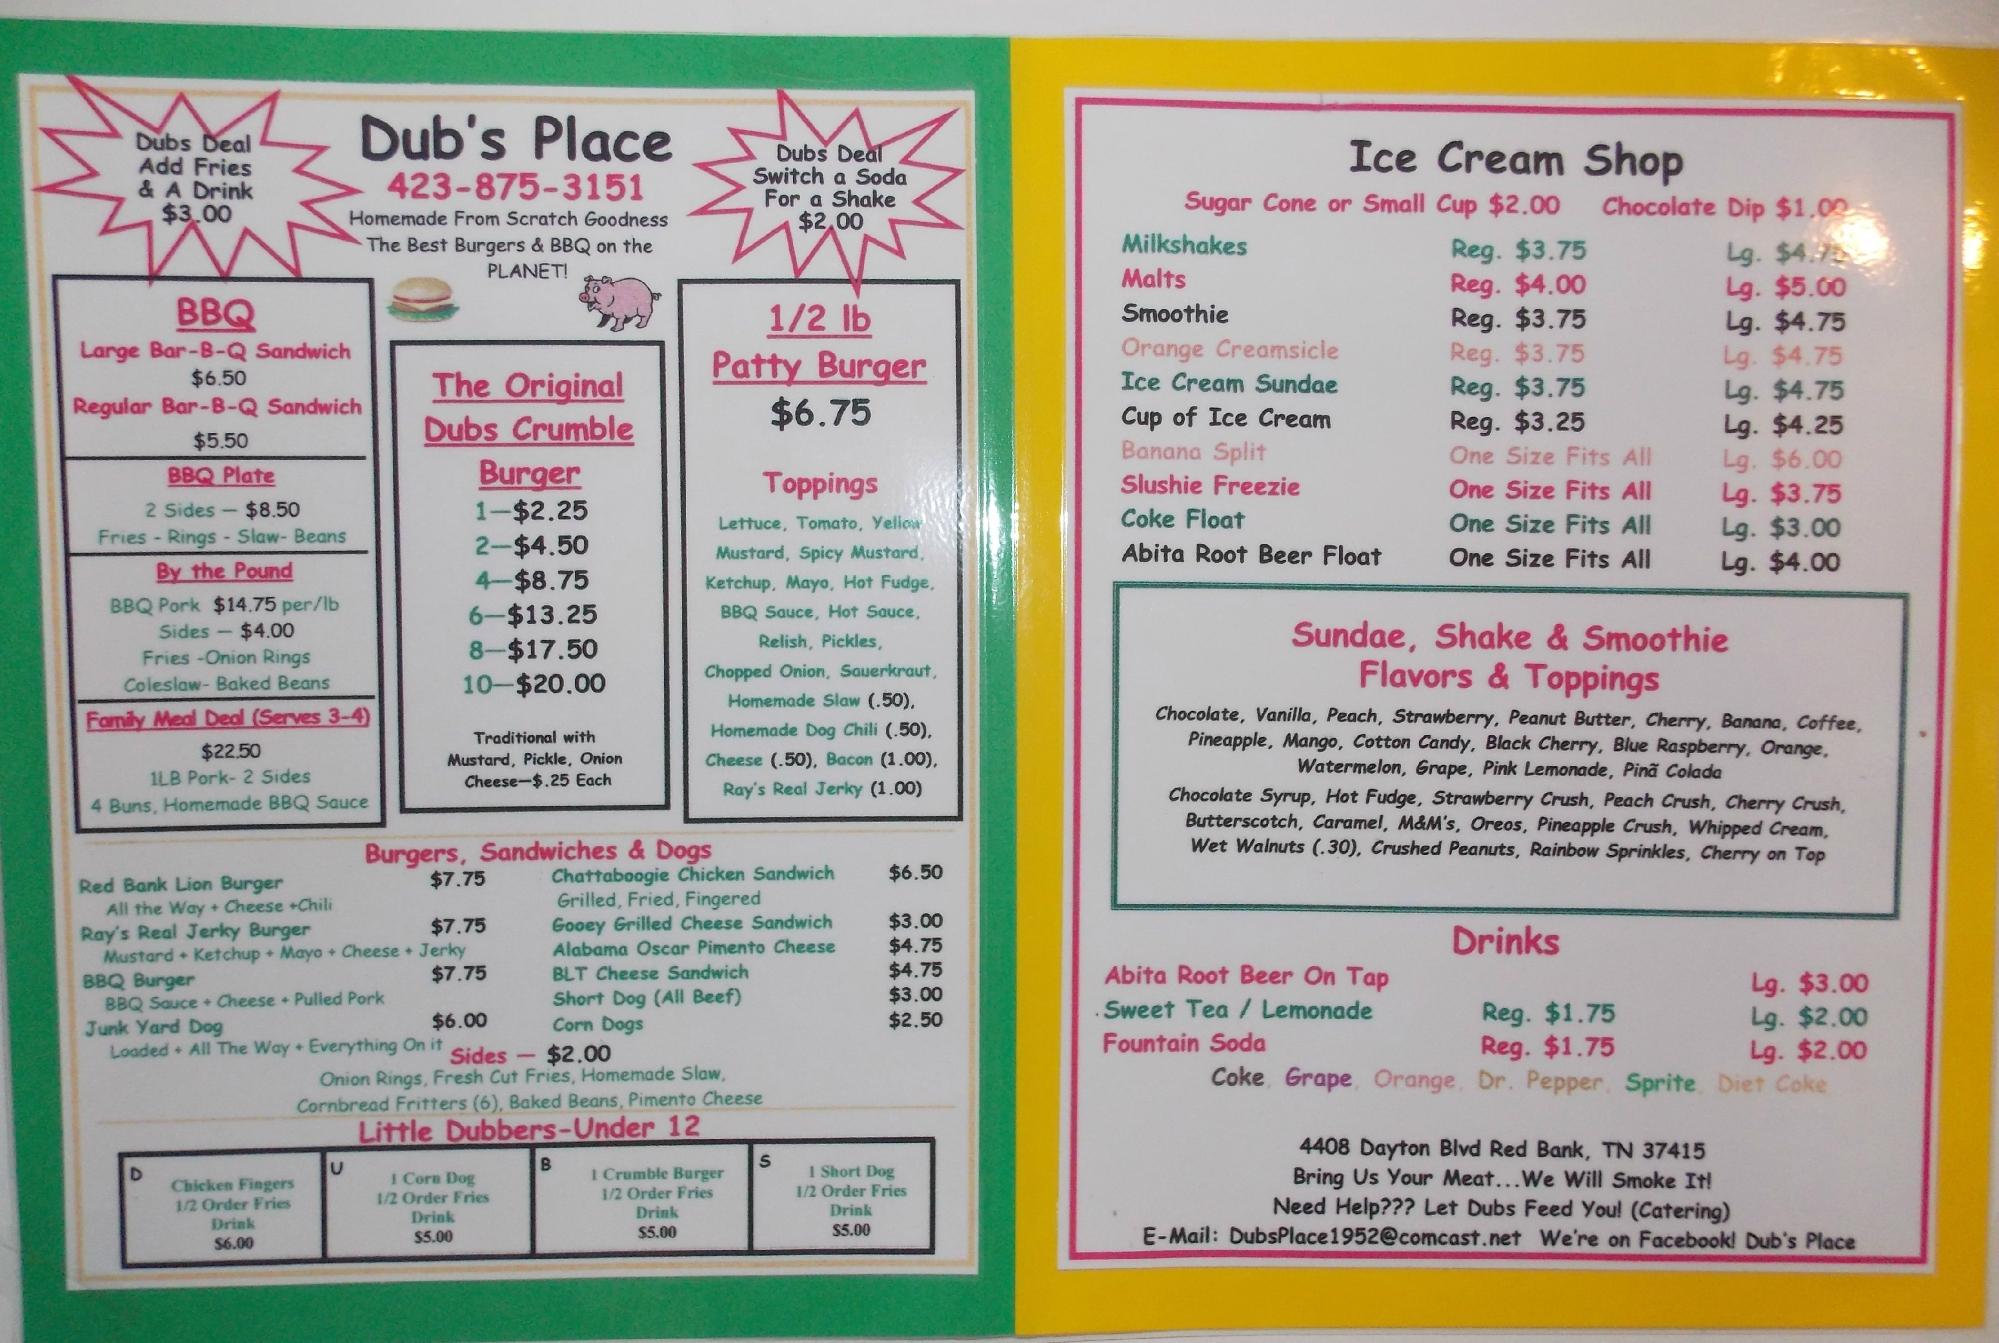 Dubs Deal
Add Fries
& A Drink
$3.00
Dub's Place
423-875-3151
Homemade From Scratch Goodness
The Best Burgers & BBQ on the
PLANET!
Dubs Deal
Switch a Soda
For a Shake
$2.00
BBQ
Large Bar-B-Q Sandwich
$6.50
Regular Bar-B-Q Sandwich
$5.50
BBQ Plate
2 Sides — $8.50
Fries - Rings - Slaw- Beans
By the Pound
BBQ Pork $14.75 per/lb
Sides — $4.00
Fries -Onion Rings
Coleslaw- Baked Beans
Family Meal Deal (Serves 3-4)
$22.50
1LB Pork- 2 Sides
4 Buns, Homemade BBQ Sauce
The Original
Dubs Crumble
Burger
1—$2.25
2—$4.50
4—$8.75
6—$13.25
8—$17.50
10—$20.00
Traditional with
Mustard, Pickle, Onion
Cheese—$.25 Each
1/2 lb
Patty Burger
$6.75
Toppings
Lettuce, Tomato, Yellow
Mustard, Spicy Mustard,
Ketchup, Mayo, Hot Fudge,
BBQ Sauce, Hot Sauce,
Relish, Pickles,
Chopped Onion, Sauerkraut,
Homemade Slaw (.50),
Homemade Dog Chili (.50),
Cheese (.50), Bacon (1.00),
Ray's Real Jerky (1.00)
Burgers, Sandwiches & Dogs
Red Bank Lion Burger $7.75
All the Way + Cheese +Chili
Ray's Real Jerky Burger $7.75
Mustard + Ketchup + Mayo + Cheese + Jerky
BBQ Burger $7.75
BBQ Sauce + Cheese + Pulled Pork
Junk Yard Dog $6.00
Loaded + All The Way + Everything On it
Chattaboogie Chicken Sandwich $6.50
Grilled, Fried, Fingered
Gooey Grilled Cheese Sandwich $3.00
Alabama Oscar Pimento Cheese $4.75
BLT Cheese Sandwich $4.75
Short Dog (All Beef) $3.00
Corn Dogs $2.50
Sides — $2.00
Onion Rings, Fresh Cut Fries, Homemade Slaw,
Cornbread Fritters (6), Baked Beans, Pimento Cheese
Little Dubbers-Under 12
D
Chicken Fingers
1/2 Order Fries
Drink
$6.00
U
1 Corn Dog
1/2 Order Fries
Drink
$5.00
B
1 Crumble Burger
1/2 Order Fries
Drink
$5.00
S
1 Short Dog
1/2 Order Fries
Drink
$5.00
Ice Cream Shop
Sugar Cone or Small Cup $2.00 Chocolate Dip $1.00
Milkshakes Reg. $3.75 Lg. $4.75
Malts Reg. $4.00 Lg. $5.00
Smoothie Reg. $3.75 Lg. $4.75
Orange Creamsicle Reg. $3.75 Lg. $4.75
Ice Cream Sundae Reg. $3.75 Lg. $4.75
Cup of Ice Cream Reg. $3.25 Lg. $4.25
Banana Split One Size Fits All Lg. $6.00
Slushie Freezie One Size Fits All Lg. $3.75
Coke Float One Size Fits All Lg. $3.00
Abita Root Beer Float One Size Fits All Lg. $4.00
Sundae, Shake & Smoothie
Flavors & Toppings
Chocolate, Vanilla, Peach, Strawberry, Peanut Butter, Cherry, Banana, Coffee,
Pineapple, Mango, Cotton Candy, Black Cherry, Blue Raspberry, Orange,
Watermelon, Grape, Pink Lemonade, Pinã Colada
Chocolate Syrup, Hot Fudge, Strawberry Crush, Peach Crush, Cherry Crush,
Butterscotch, Caramel, M&M's, Oreos, Pineapple Crush, Whipped Cream,
Wet Walnuts (.30), Crushed Peanuts, Rainbow Sprinkles, Cherry on Top
Drinks
Abita Root Beer On Tap Lg. $3.00
Sweet Tea / Lemonade Reg. $1.75 Lg. $2.00
Fountain Soda Reg. $1.75 Lg. $2.00
Coke, Grape, Orange, Dr. Pepper, Sprite, Diet Coke
4408 Dayton Blvd Red Bank, TN 37415
Bring Us Your Meat...We Will Smoke It!
Need Help??? Let Dubs Feed You! (Catering)
E-Mail: DubsPlace1952@comcast.net We're on Facebook! Dub's Place